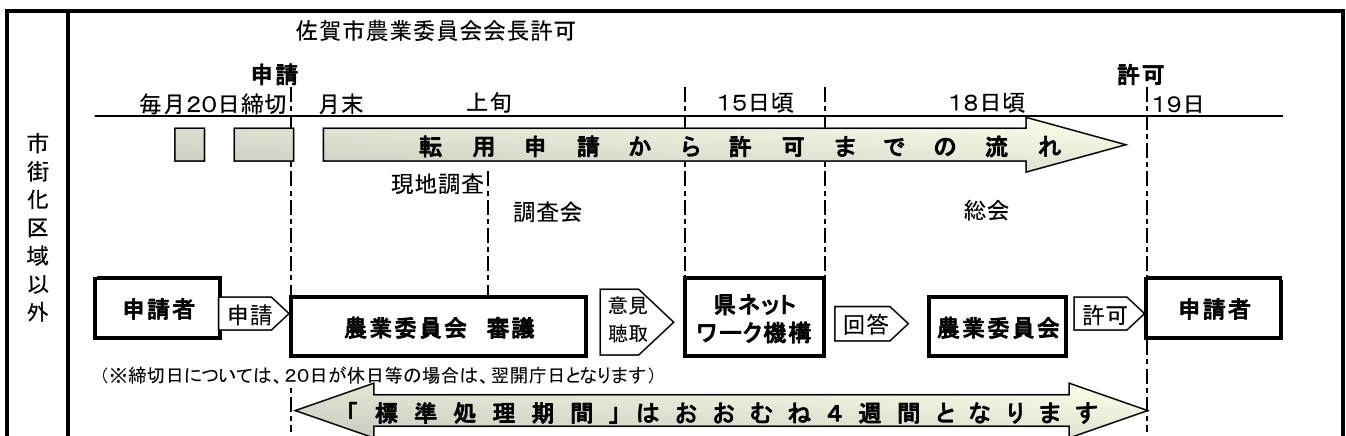 佐賀市農業委員会会長許可
申請
許可
毎月20日締切
月末
上旬
15日頃
18日頃
19日
転用申請から許可までの流れ
市街化区域以外
現地調査
調査会
総会
申請者
申請
農業委員会 審議
意見
聴取
県ネット
ワーク機構
回答
農業委員会
許可
申請者
（※締切日については、20日が休日等の場合は、翌開庁日となります）
「標準処理期間」はおおむね４週間となります